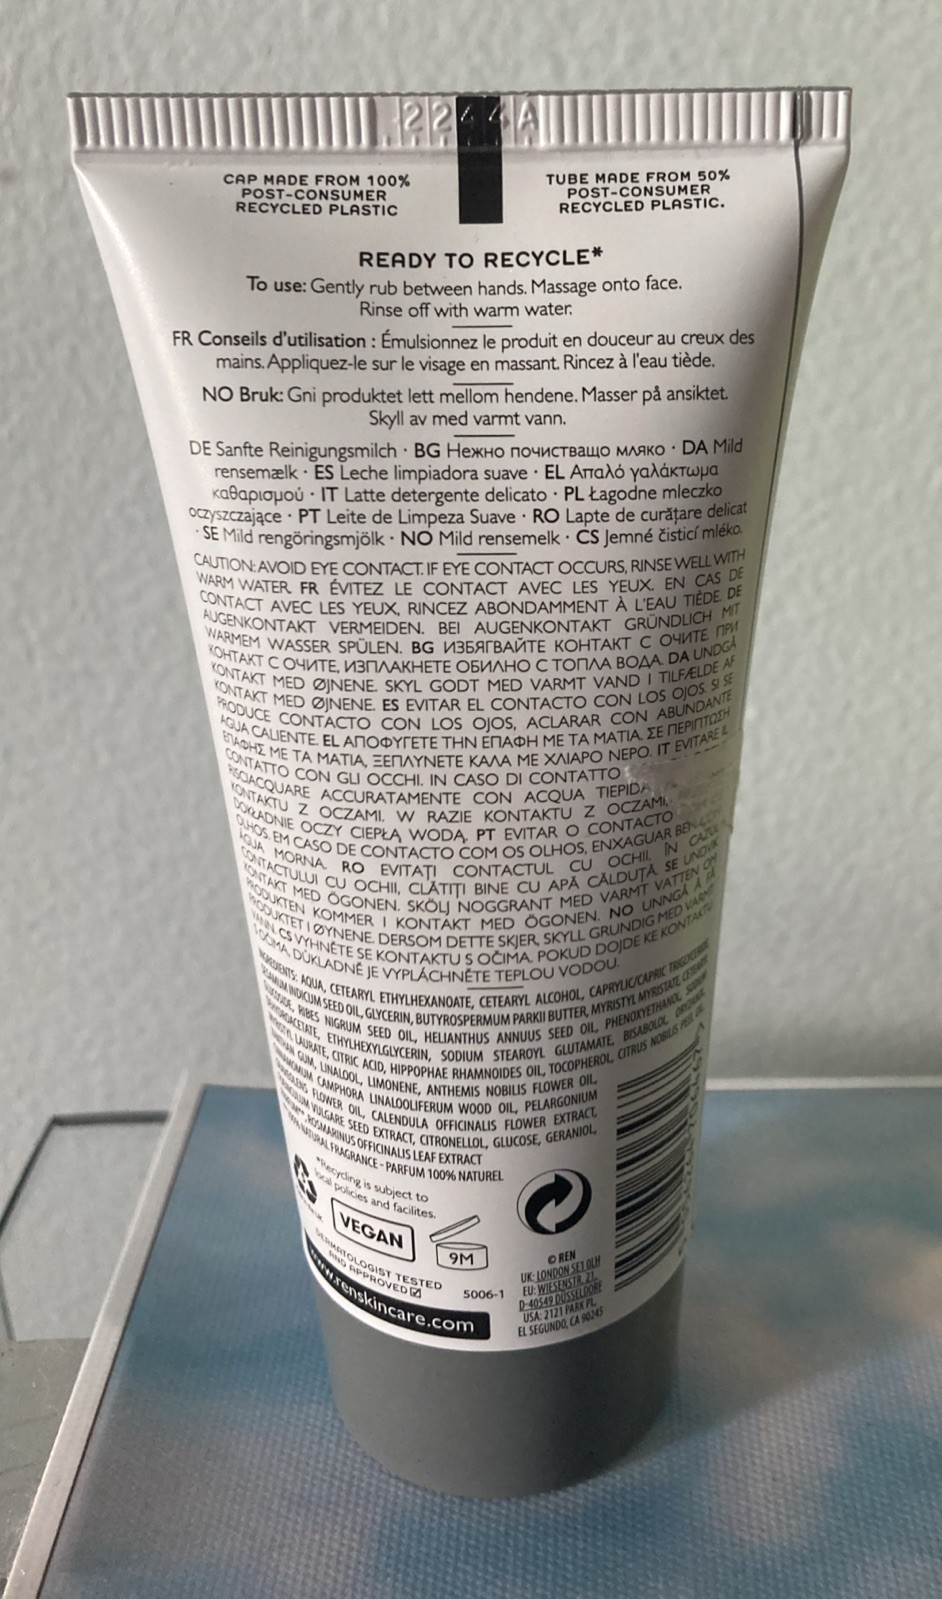 2244A
CAP MADE FROM 100%
POST-CONSUMER
RECYCLED PLASTIC
TUBE MADE FROM 50%
POST-CONSUMER
RECYCLED PLASTIC.
READY TO RECYCLE*
To use: Gently rub between hands. Massage onto face.
Rinse off with warm water.
FR Conseils d'utilisation : Émulsionnez le produit en douceur au creux des
mains. Appliquez-le sur le visage en massant. Rincez à l'eau tiède.
NO Bruk: Gni produktet lett mellom hendene. Masser på ansiktet.
Skyll av med varmt vann.
DE Sanfte Reinigungsmilch · BG Нежно почистващо мляко · DA Mild
rensemælk · ES Leche limpiadora suave · EL Απαλό γαλάκτωμα
καθαρισμού · IT Latte detergente delicato · PL Łagodne mleczko
oczyszczające · PT Leite de Limpeza Suave · RO Lapte de curățare delicat
· SE Mild rengöringsmjölk · NO Mild rensemelk · CS Jemné čisticí mléko.
CAUTION: AVOID EYE CONTACT. IF EYE CONTACT OCCURS, RINSE WELL WITH
WARM WATER. FR ÉVITEZ LE CONTACT AVEC LES YEUX. EN CAS DE
CONTACT AVEC LES YEUX, RINCEZ ABONDAMMENT À L'EAU TIÈDE. DE
AUGENKONTAKT VERMEIDEN. BEI AUGENKONTAKT GRÜNDLICH MIT
WARMEM WASSER SPÜLEN. BG ИЗБЯГВАЙТЕ КОНТАКТ С ОЧИТЕ. ПРИ
КОНТАКТ С ОЧИТЕ, ИЗПЛАКНЕТЕ ОБИЛНО С ТОПЛА ВОДА. DA UNDGÅ
KONTAKT MED ØJNENE. SKYL GODT MED VARMT VAND I TILFÆLDE AF
KONTAKT MED ØJNENE. ES EVITAR EL CONTACTO CON LOS OJOS. SI SE
PRODUCE CONTACTO CON LOS OJOS, ACLARAR CON ABUNDANTE
AGUA CALIENTE. EL ΑΠΟΦΥΓΕΤΕ ΤΗΝ ΕΠΑΦΗ ΜΕ ΤΑ ΜΑΤΙΑ. ΣΕ ΠΕΡΙΠΤΩΣΗ
ΕΠΑΦΗΣ ΜΕ ΤΑ ΜΑΤΙΑ, ΞΕΠΛΥΝΕΤΕ ΚΑΛΑ ΜΕ ΧΛΙΑΡΟ ΝΕΡΟ. IT EVITARE IL
CONTATTO CON GLI OCCHI. IN CASO DI CONTATTO
RISCIACQUARE ACCURATAMENTE CON ACQUA TIEPIDA
KONTAKTU Z OCZAMI. W RAZIE KONTAKTU Z OCZAMI,
DOKŁADNIE OCZY CIEPŁĄ WODĄ. PT EVITAR O CONTACTO
OLHOS. EM CASO DE CONTACTO COM OS OLHOS, ENXAGUAR BEM
ÁGUA MORNA. RO EVITAȚI CONTACTUL CU OCHII. ÎN CAZUL
CONTACTULUI CU OCHII, CLĂTIȚI BINE CU APĂ CĂLDUȚĂ. SE UNDVIK
KONTAKT MED ÖGONEN. SKÖLJ NOGGRANT MED VARMT VATTEN OM
PRODUKTEN KOMMER I KONTAKT MED ÖGONEN. NO UNNGÅ Å FÅ
PRODUKTET I ØYNENE. DERSOM DETTE SKJER, SKYLL GRUNDIG MED VARMT
VANN. CS VYHNĚTE SE KONTAKTU S OČIMA. POKUD DOJDE KE KONTAKTU
S OČIMA, DŮKLADNĚ JE VYPLÁCHNĚTE TEPLOU VODOU.
INGREDIENTS: AQUA, CETEARYL ETHYLHEXANOATE, CETEARYL ALCOHOL, CAPRYLIC/CAPRIC TRIGLYCERIDE,
SESAMUM INDICUM SEED OIL, GLYCERIN, BUTYROSPERMUM PARKII BUTTER, MYRISTYL MYRISTATE, CETEARYL
GLUCOSIDE, RIBES NIGRUM SEED OIL, HELIANTHUS ANNUUS SEED OIL, PHENOXYETHANOL, SODIUM
DEHYDROACETATE, ETHYLHEXYLGLYCERIN, SODIUM STEAROYL GLUTAMATE, BISABOLOL,
LAURATE, CITRIC ACID, HIPPOPHAE RHAMNOIDES OIL, TOCOPHEROL, CITRUS NOBILIS PEEL OIL,
XANTHAN GUM, LINALOOL, LIMONENE, ANTHEMIS NOBILIS FLOWER OIL,
CINNAMOMUM CAMPHORA LINALOOLIFERUM WOOD OIL, PELARGONIUM
GRAVEOLENS FLOWER OIL, CALENDULA OFFICINALIS FLOWER EXTRACT,
FOENICULUM VULGARE SEED EXTRACT, CITRONELLOL, GLUCOSE, GERANIOL,
ROSMARINUS OFFICINALIS LEAF EXTRACT
100% NATURAL FRAGRANCE - PARFUM 100% NATUREL
*Recycling is subject to
local policies and facilites.
VEGAN
9M
DERMATOLOGIST TESTED
AND APPROVED
5006-1
www.renskincare.com
© REN
UK: LONDON SE1 0LH
EU: WIESENSTR. 21,
D-40549 DÜSSELDORF
USA: 2121 PARK PL,
EL SEGUNDO, CA 90245